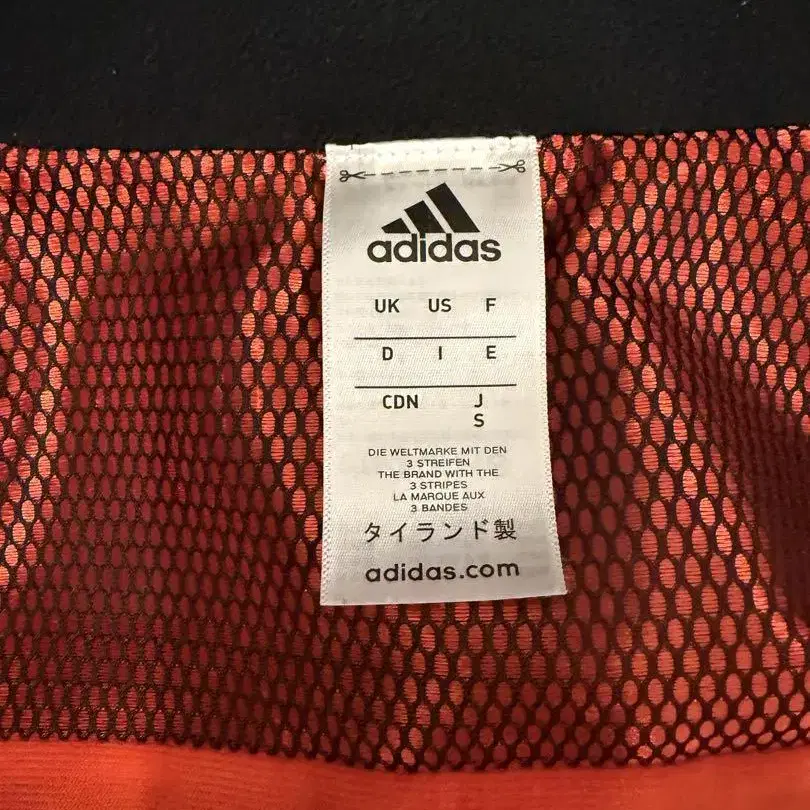 adidas
UK US F
D I E
CDN J
S
DIE WELTMARKE MIT DEN
3 STREIFEN
THE BRAND WITH THE
3 STRIPES
LA MARQUE AUX
3 BANDES
タイランド製
adidas.com